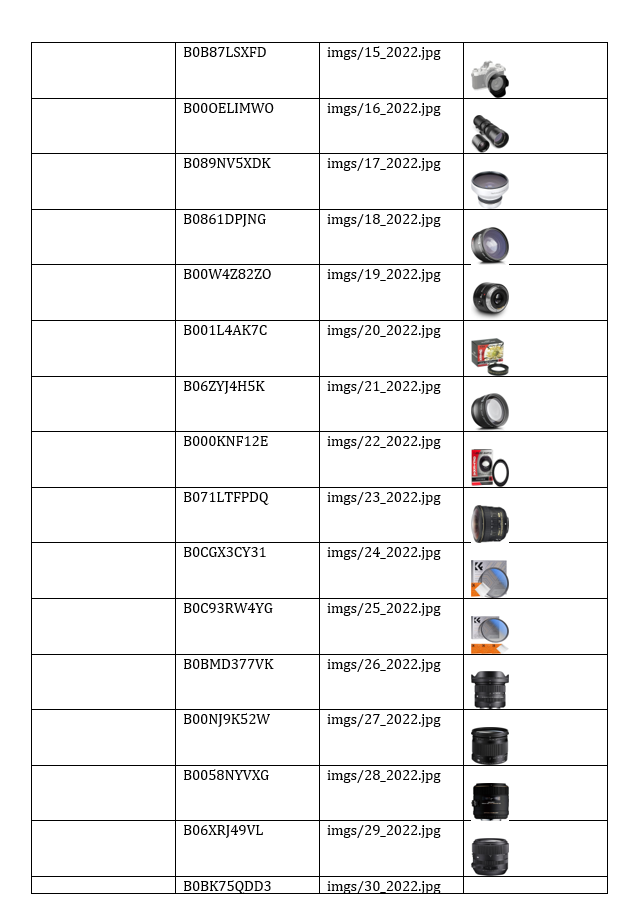 B0B87LSXFD imgs/15_2022.jpg
B00OELIMWO imgs/16_2022.jpg
B089NV5XDK imgs/17_2022.jpg
B0861DPJNG imgs/18_2022.jpg
B00W4Z82ZO imgs/19_2022.jpg
B001L4AK7C imgs/20_2022.jpg
B06ZYJ4H5K imgs/21_2022.jpg
B000KNF12E imgs/22_2022.jpg
B071LTFPDQ imgs/23_2022.jpg
B0CGX3CY31 imgs/24_2022.jpg
B0C93RW4YG imgs/25_2022.jpg
B0BMD377VK imgs/26_2022.jpg
B00NJ9K52W imgs/27_2022.jpg
B0058NYVXG imgs/28_2022.jpg
B06XRJ49VL imgs/29_2022.jpg
B0BK75QDD3 imgs/30_2022.jpg